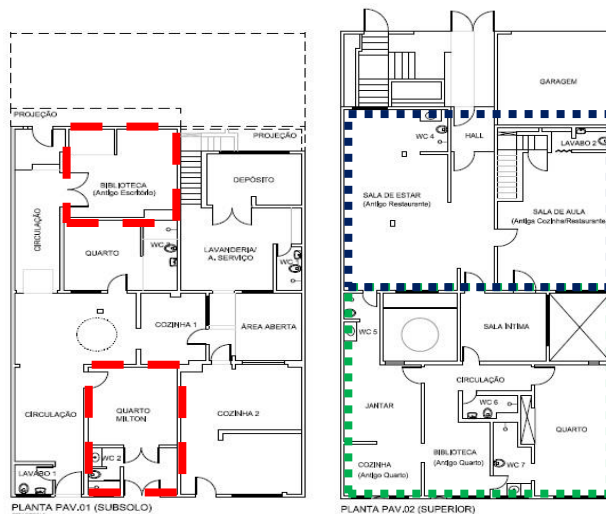 PROJEÇÃO
PROJEÇÃO
BIBLIOTECA
(Antigo Escritório)
DEPÓSITO
CIRCULAÇÃO
QUARTO
WC 3
LAVANDERIA/
A. SERVIÇO
WC
COZINHA 1
ÁREA ABERTA
CIRCULAÇÃO
QUARTO
MILTON
COZINHA 2
WC 2
LAVABO 1
PLANTA PAV.01 (SUBSOLO)
GARAGEM
WC 4
HALL
LAVABO 2
SALA DE ESTAR
(Antigo Restaurante)
SALA DE AULA
(Antiga Cozinha/Restaurante)
WC 5
SALA ÍNTIMA
CIRCULAÇÃO
JANTAR
WC 6
QUARTO
COZINHA
(Antigo Quarto)
BIBLIOTECA
(Antigo Quarto)
WC 7
PLANTA PAV.02 (SUPERIOR)